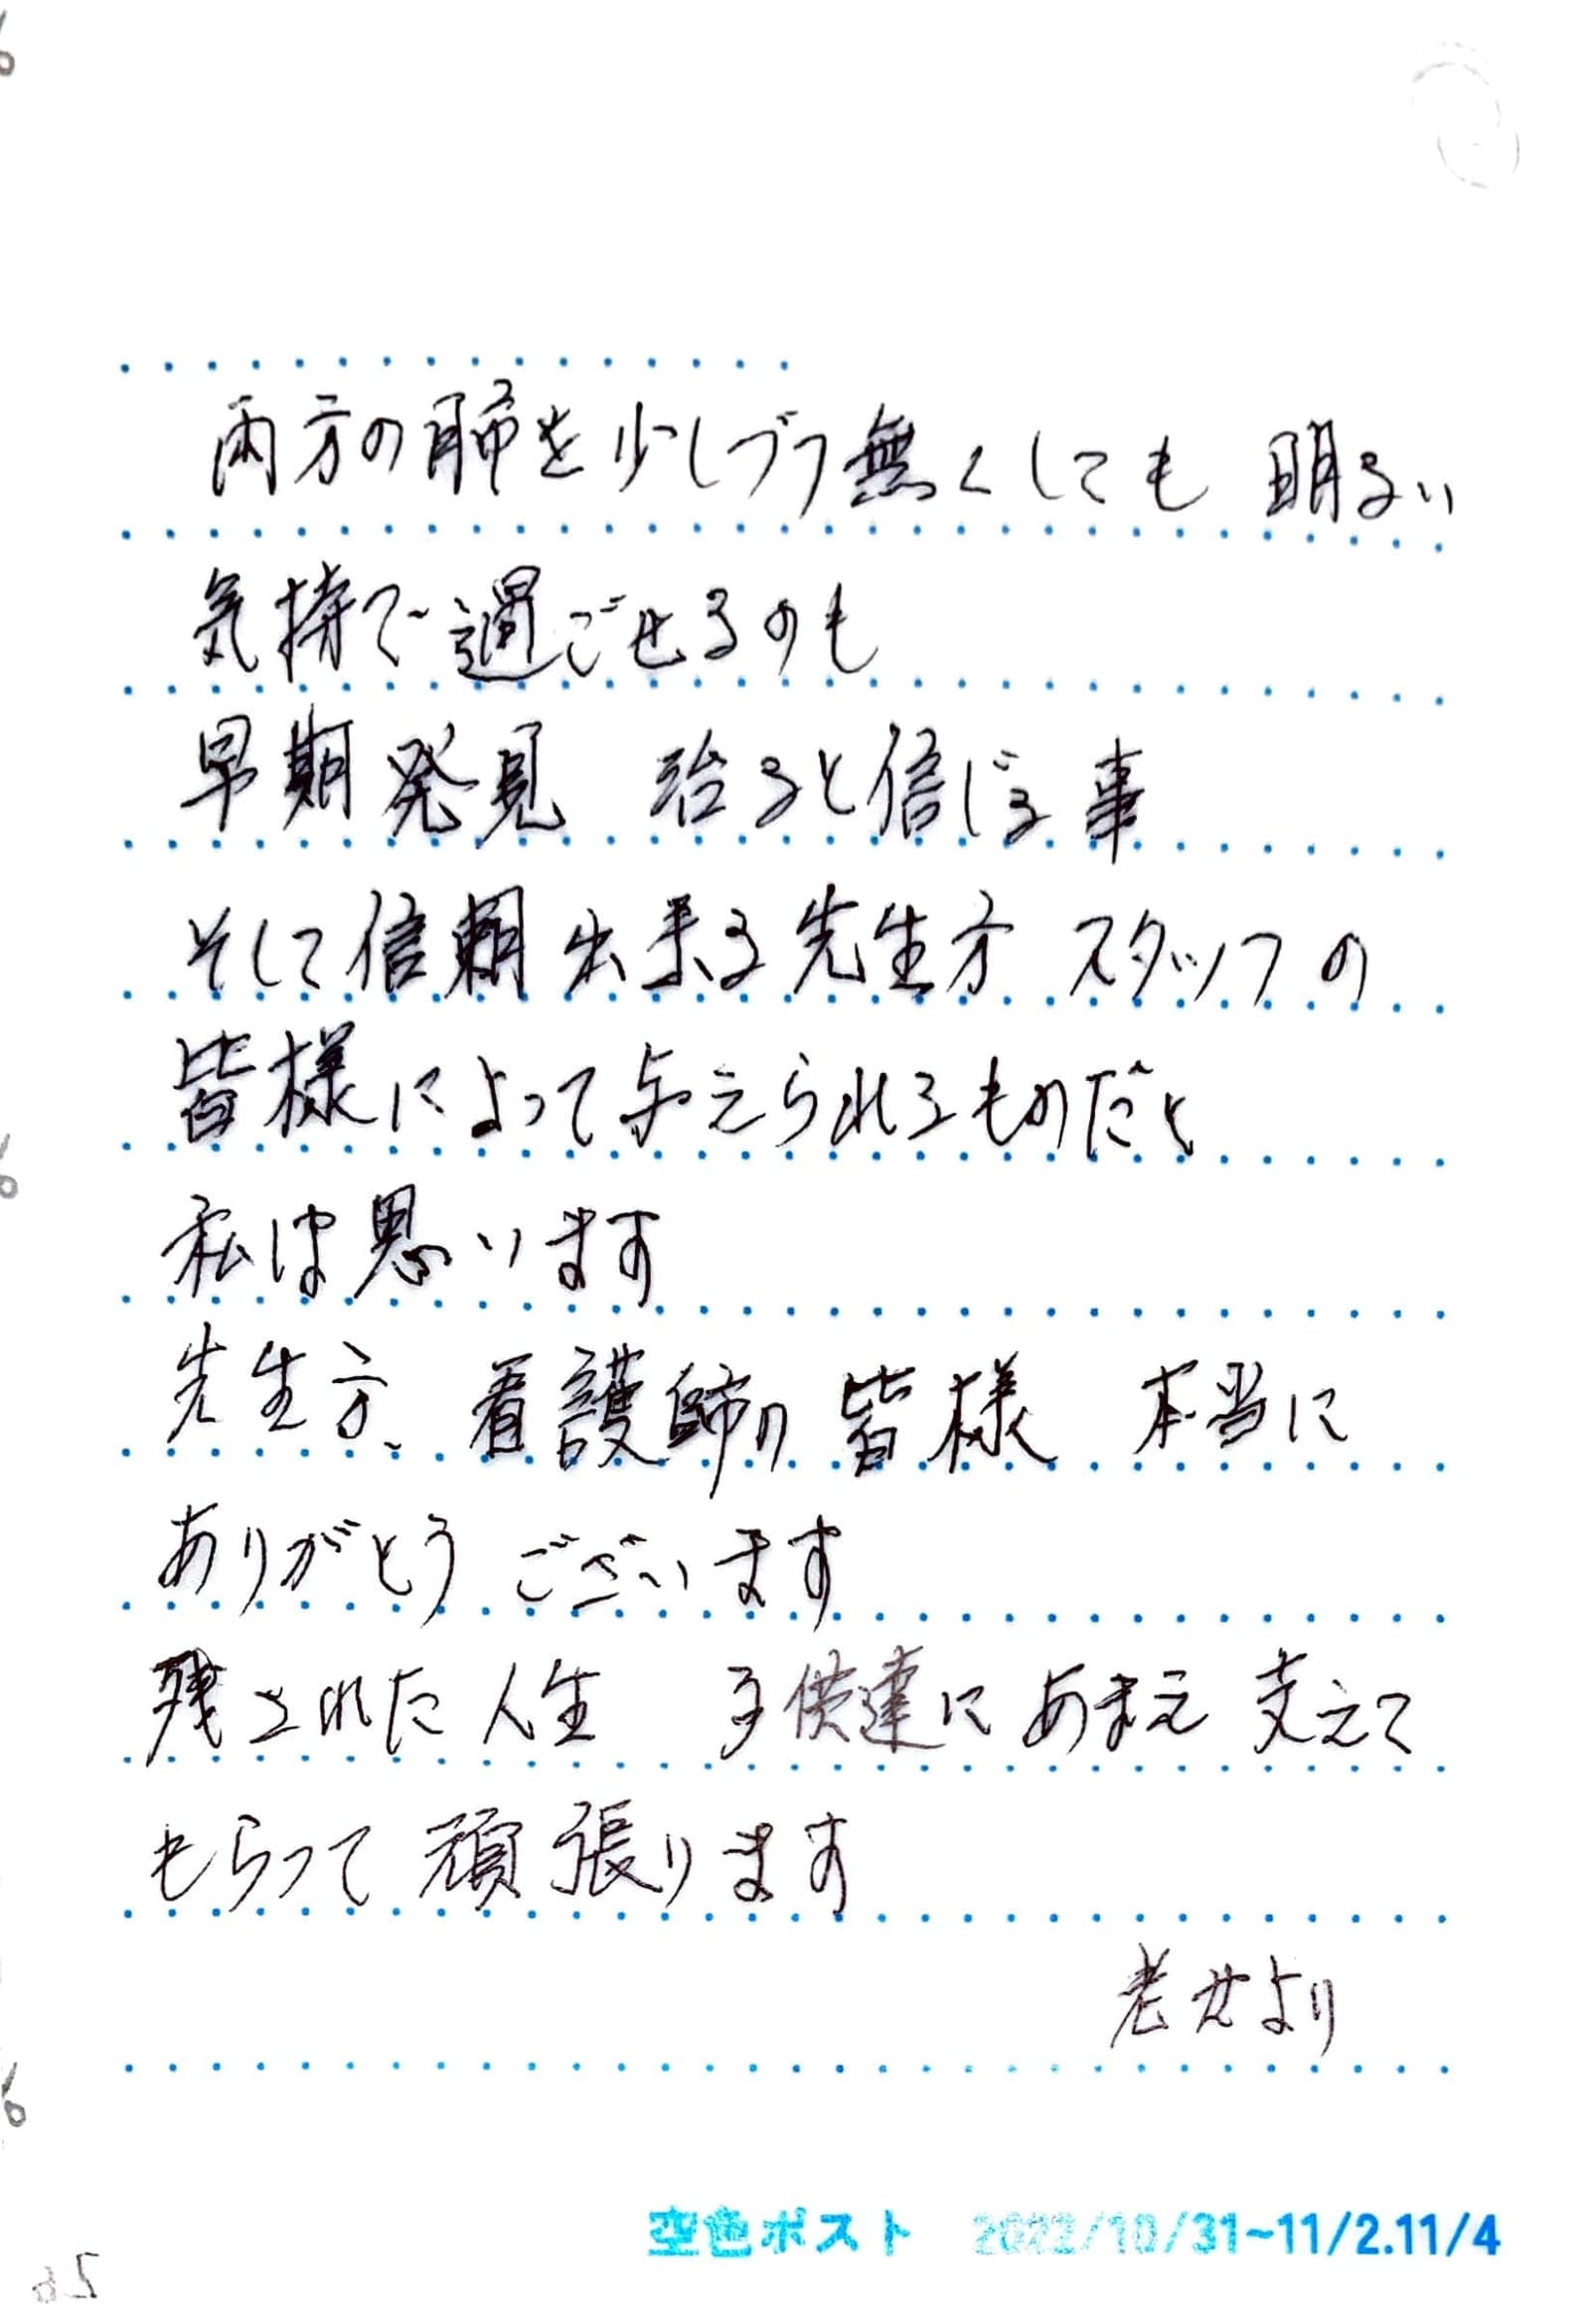 両方の肺を少しづつ無くしても 明るい
気持で過ごせるのも
早期発見 治ると信じる事
そして信頼出来る先生方 スタッフの
皆様によって与えられるものだと
私は思います
先生方、看護師の皆様 本当に
ありがとうございます
残された人生 子供達にあまえ 支えて
もらって頑張ります
老女より
空色ポスト 2022/10/31~11/2.11/4